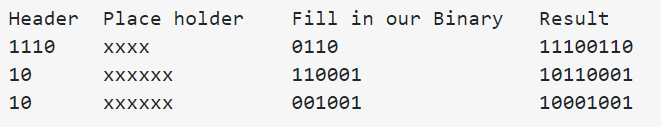 Header Place holder Fill in our Binary Result
1110 xxxx 0110 11100110
10 xxxxxx 110001 10110001
10 xxxxxx 001001 10001001